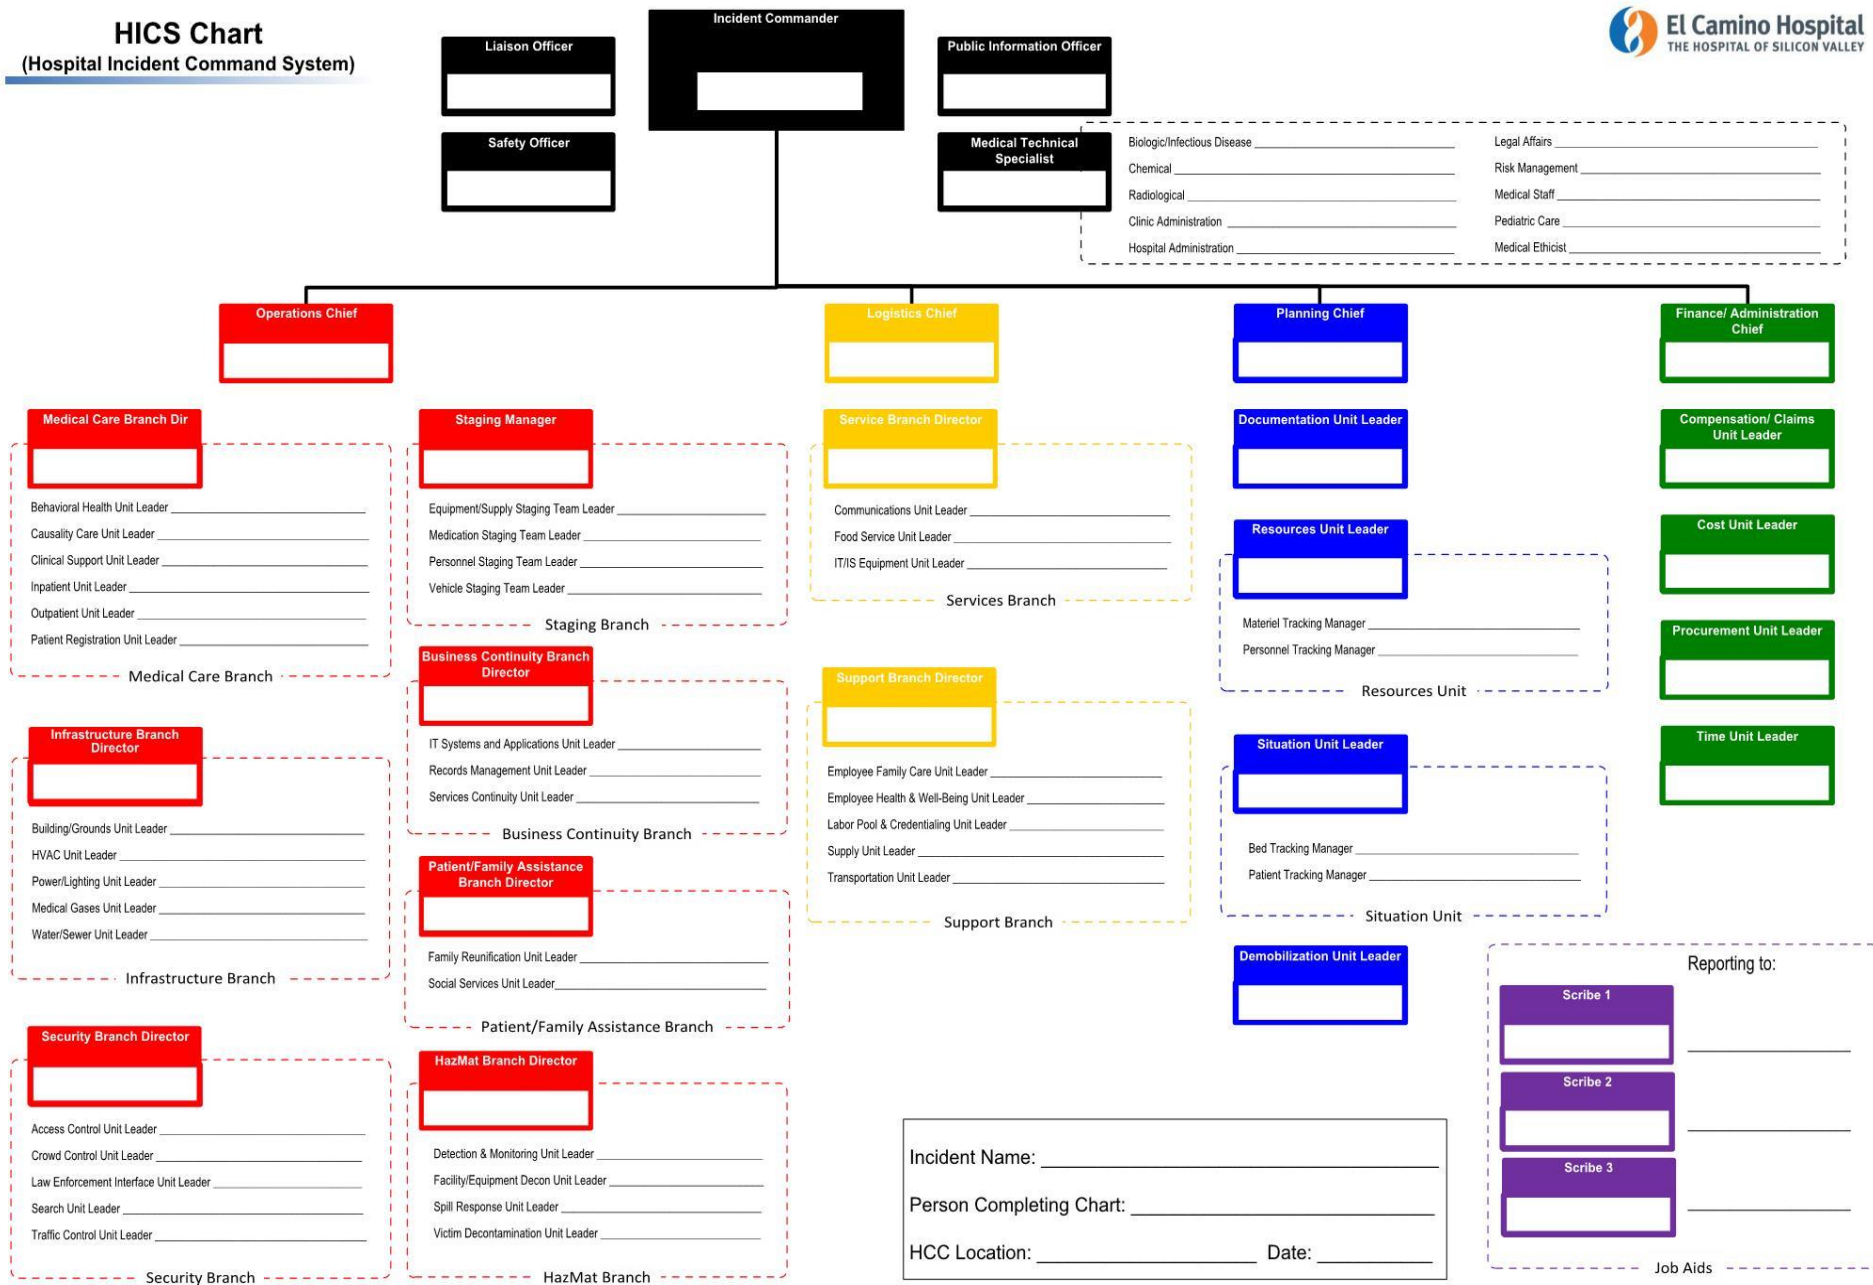 HICS Chart
(Hospital Incident Command System)
Incident Commander
Liaison Officer
Public Information Officer
Safety Officer
Medical Technical
Specialist
El Camino Hospital
THE HOSPITAL OF SILICON VALLEY
Biologic/Infectious Disease
Chemical
Radiological
Clinic Administration
Hospital Administration
Legal Affairs
Risk Management
Medical Staff
Pediatric Care
Medical Ethicist
Operations Chief
Logistics Chief
Planning Chief
Finance/ Administration
Chief
Medical Care Branch Dir
Behavioral Health Unit Leader
Causality Care Unit Leader
Clinical Support Unit Leader
Inpatient Unit Leader
Outpatient Unit Leader
Patient Registration Unit Leader
Medical Care Branch
Infrastructure Branch
Director
Building/Grounds Unit Leader
HVAC Unit Leader
Power/Lighting Unit Leader
Medical Gases Unit Leader
Water/Sewer Unit Leader
Infrastructure Branch
Security Branch Director
Access Control Unit Leader
Crowd Control Unit Leader
Law Enforcement Interface Unit Leader
Search Unit Leader
Traffic Control Unit Leader
Security Branch
Staging Manager
Equipment/Supply Staging Team Leader
Medication Staging Team Leader
Personnel Staging Team Leader
Vehicle Staging Team Leader
Staging Branch
Business Continuity Branch
Director
IT Systems and Applications Unit Leader
Records Management Unit Leader
Services Continuity Unit Leader
Business Continuity Branch
Patient/Family Assistance
Branch Director
Family Reunification Unit Leader
Social Services Unit Leader
Patient/Family Assistance Branch
HazMat Branch Director
Detection & Monitoring Unit Leader
Facility/Equipment Decon Unit Leader
Spill Response Unit Leader
Victim Decontamination Unit Leader
HazMat Branch
Service Branch Director
Communications Unit Leader
Food Service Unit Leader
IT/IS Equipment Unit Leader
Services Branch
Support Branch Director
Employee Family Care Unit Leader
Employee Health & Well-Being Unit Leader
Labor Pool & Credentialing Unit Leader
Supply Unit Leader
Transportation Unit Leader
Support Branch
Documentation Unit Leader
Resources Unit Leader
Materiel Tracking Manager
Personnel Tracking Manager
Resources Unit
Situation Unit Leader
Bed Tracking Manager
Patient Tracking Manager
Situation Unit
Demobilization Unit Leader
Compensation/ Claims
Unit Leader
Cost Unit Leader
Procurement Unit Leader
Time Unit Leader
Reporting to:
Scribe 1
Scribe 2
Scribe 3
Job Aids
Incident Name:
Person Completing Chart:
HCC Location: Date: